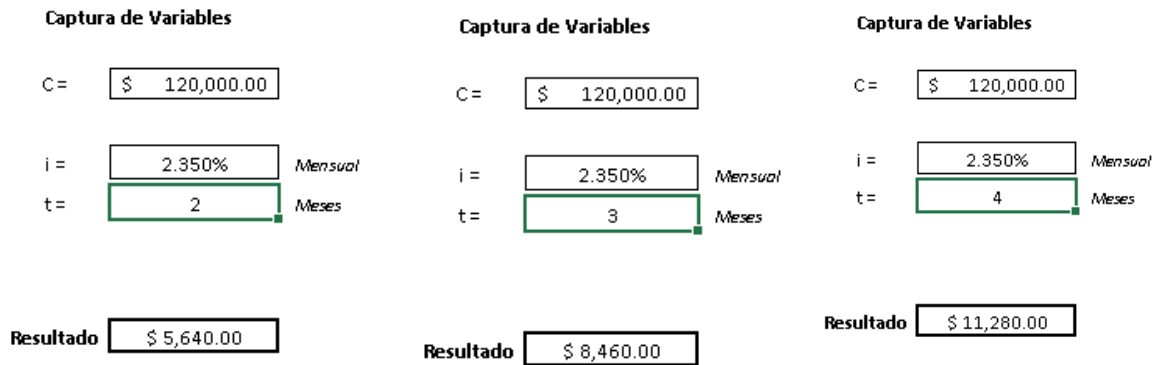 Captura de Variables
C = $ 120,000.00
i = 2.350% Mensual
t = 2 Meses
Resultado $ 5,640.00
Captura de Variables
C = $ 120,000.00
i = 2.350% Mensual
t = 3 Meses
Resultado $ 8,460.00
Captura de Variables
C = $ 120,000.00
i = 2.350% Mensual
t = 4 Meses
Resultado $ 11,280.00